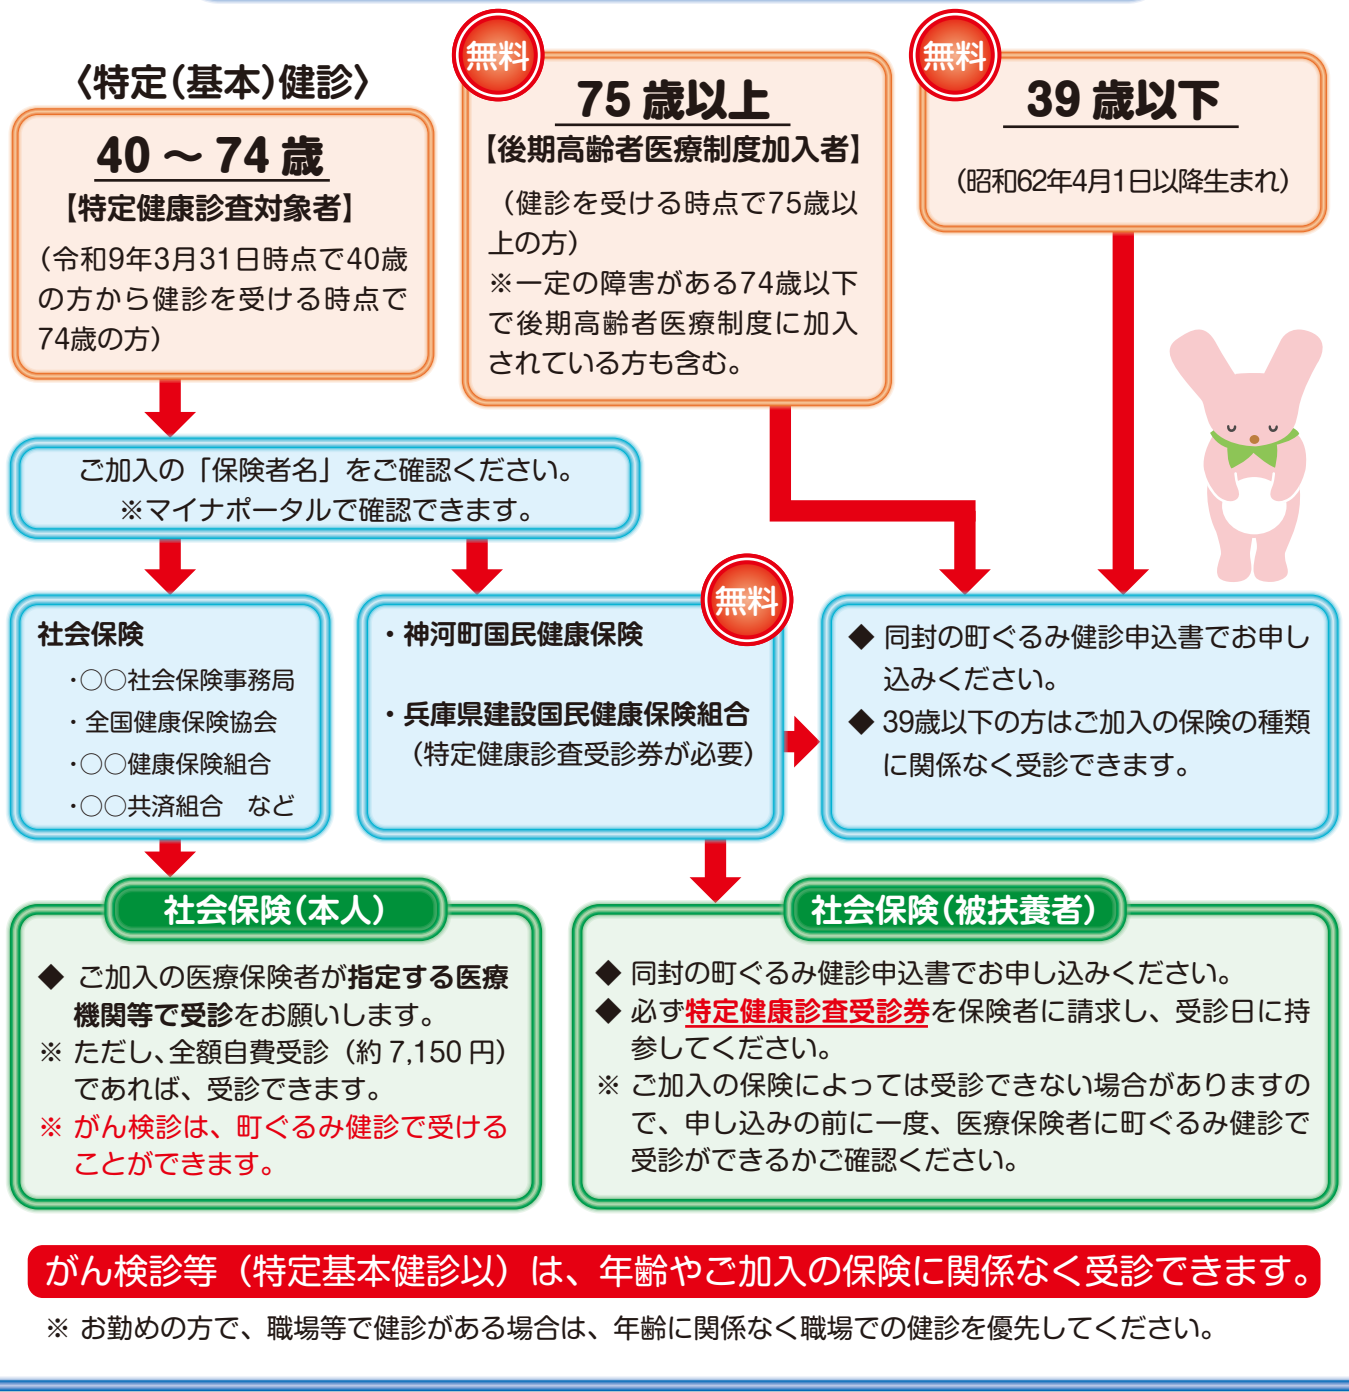 〈特定(基本)健診〉
40 ～ 74 歳
【特定健康診査対象者】
(令和9年3月31日時点で40歳
の方から健診を受ける時点で
74歳の方)
無料
75 歳以上
【後期高齢者医療制度加入者】
(健診を受ける時点で75歳以
上の方)
※一定の障害がある74歳以下
で後期高齢者医療制度に加入
されている方も含む。
無料
39 歳以下
(昭和62年4月1日以降生まれ)
ご加入の「保険者名」をご確認ください。
※マイナポータルで確認できます。
社会保険
・○○社会保険事務局
・全国健康保険協会
・○○健康保険組合
・○○共済組合　など
無料
・神河町国民健康保険
・兵庫県建設国民健康保険組合
(特定健康診査受診券が必要)
◆ 同封の町ぐるみ健診申込書でお申し
込みください。
◆ 39歳以下の方はご加入の保険の種類
に関係なく受診できます。
社会保険(本人)
◆ ご加入の医療保険者が指定する医療
機関等で受診をお願いします。
※ ただし、全額自費受診（約 7,150 円）
であれば、受診できます。
※ がん検診は、町ぐるみ健診で受ける
ことができます。
社会保険(被扶養者)
◆ 同封の町ぐるみ健診申込書でお申し込みください。
◆ 必ず特定健康診査受診券を保険者に請求し、受診日に持
参してください。
※ ご加入の保険によっては受診できない場合がありますの
で、申し込みの前に一度、医療保険者に町ぐるみ健診で
受診ができるかご確認ください。
がん検診等（特定基本健診以）は、年齢やご加入の保険に関係なく受診できます。
※ お勤めの方で、職場等で健診がある場合は、年齢に関係なく職場での健診を優先してください。